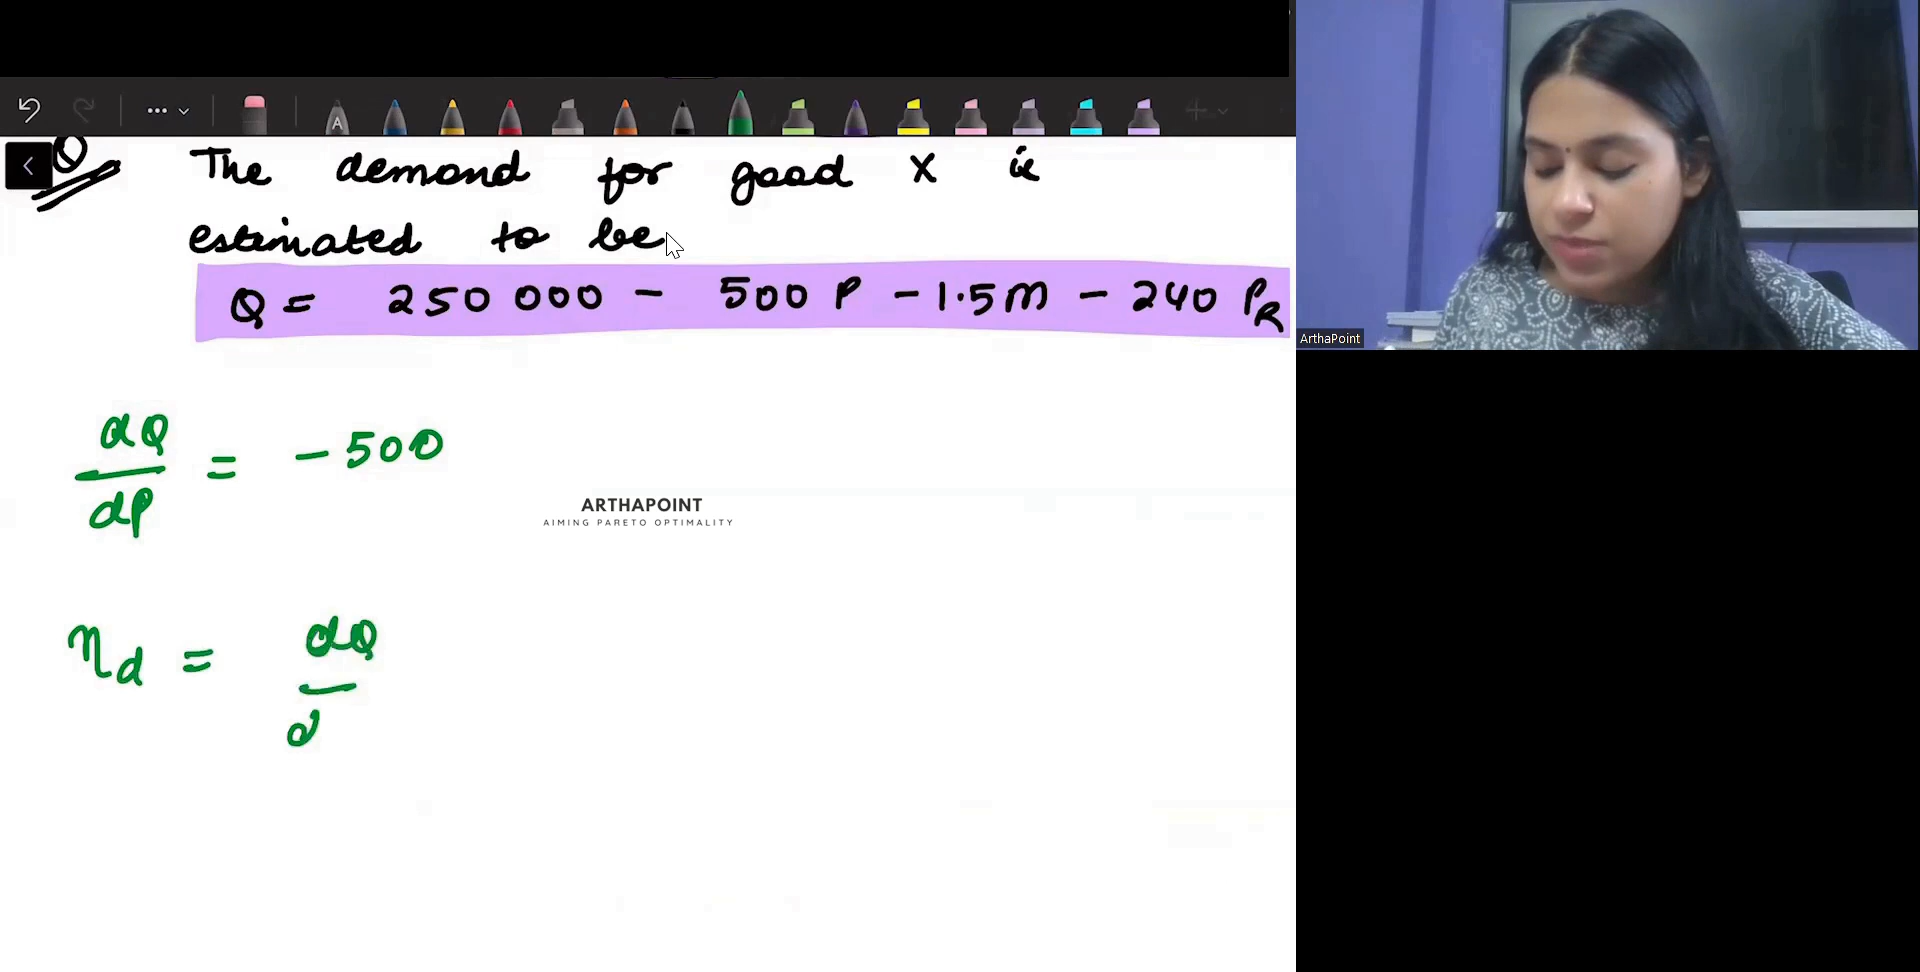 A
Q The demand for good X is
estimated to be
Q = 250 000 - 500 P - 1.5M - 240 PR
dQ
dP
= - 500
ARTHAPOINT
AIMING PARETO OPTIMALITY
ηd = dQ
d
ArthaPoint